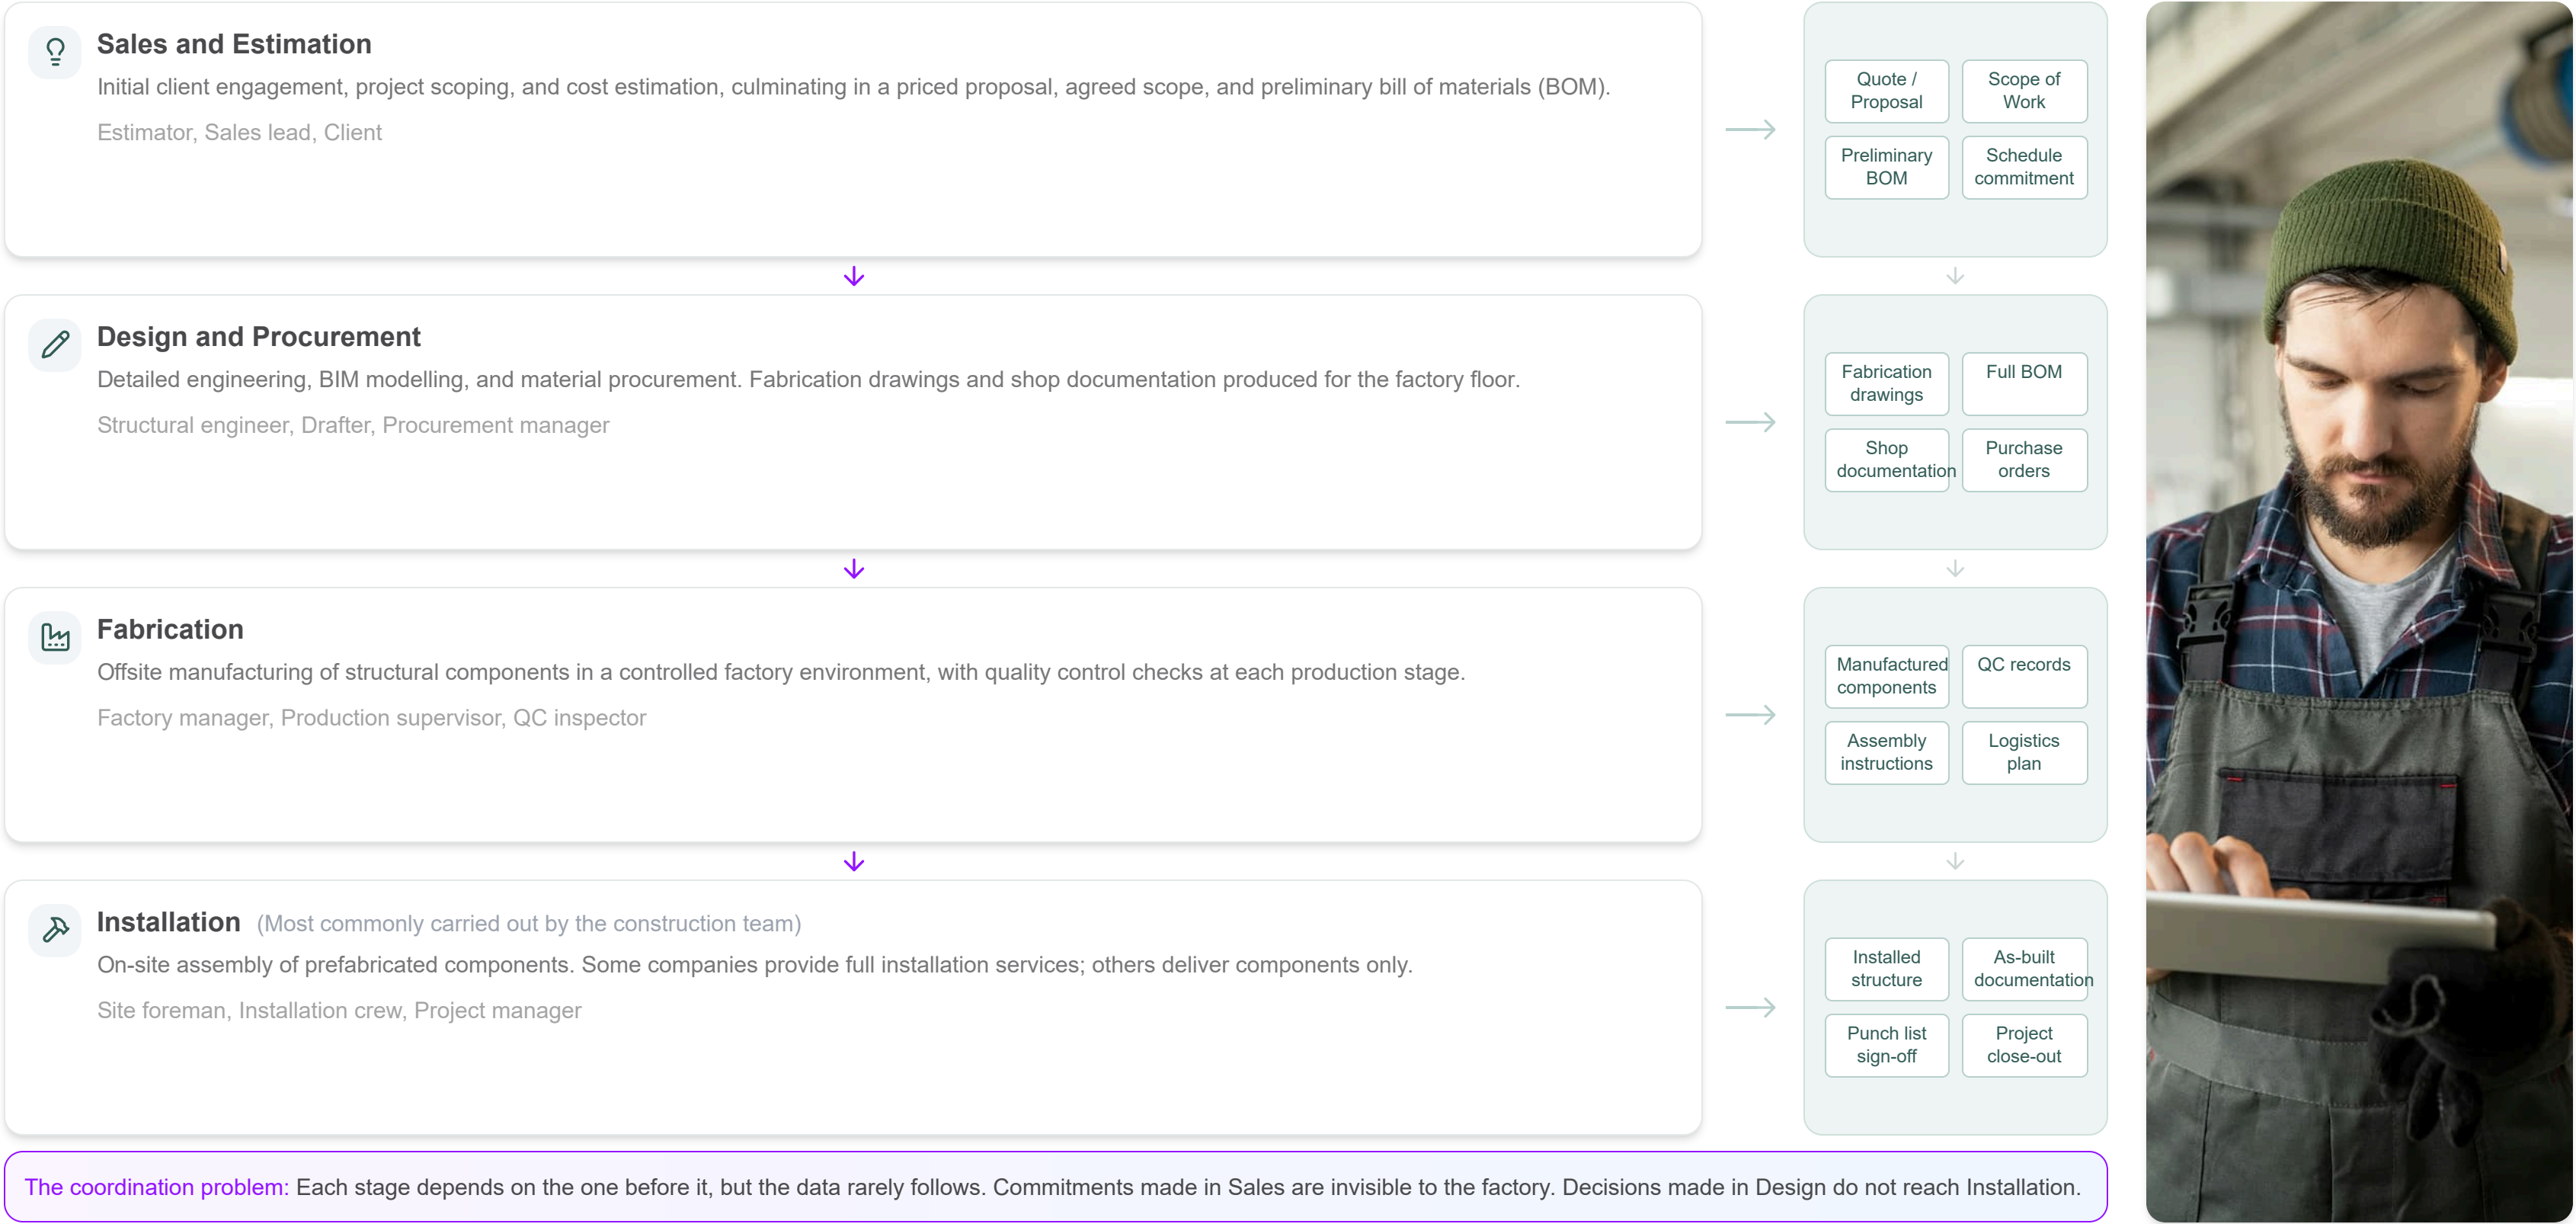 Sales and Estimation
Initial client engagement, project scoping, and cost estimation, culminating in a priced proposal, agreed scope, and preliminary bill of materials (BOM).
Estimator, Sales lead, Client
Quote /
Proposal
Scope of
Work
Preliminary
BOM
Schedule
commitment
Design and Procurement
Detailed engineering, BIM modelling, and material procurement. Fabrication drawings and shop documentation produced for the factory floor.
Structural engineer, Drafter, Procurement manager
Fabrication
drawings
Full BOM
Shop
documentation
Purchase
orders
Fabrication
Offsite manufacturing of structural components in a controlled factory environment, with quality control checks at each production stage.
Factory manager, Production supervisor, QC inspector
Manufactured
components
QC records
Assembly
instructions
Logistics
plan
Installation (Most commonly carried out by the construction team)
On-site assembly of prefabricated components. Some companies provide full installation services; others deliver components only.
Site foreman, Installation crew, Project manager
Installed
structure
As-built
documentation
Punch list
sign-off
Project
close-out
The coordination problem: Each stage depends on the one before it, but the data rarely follows. Commitments made in Sales are invisible to the factory. Decisions made in Design do not reach Installation.